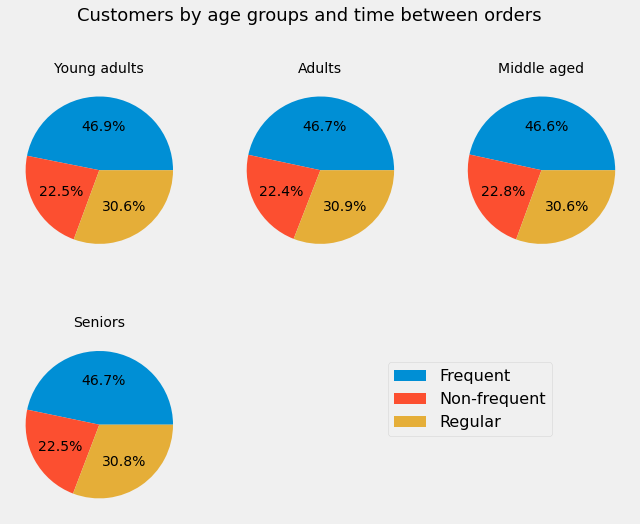 Customers by age groups and time between orders
Young adults
Adults
Middle aged
46.9%
22.5%
30.6%
46.7%
22.4%
30.9%
46.6%
22.8%
30.6%
Seniors
46.7%
22.5%
30.8%
Frequent
Non-frequent
Regular